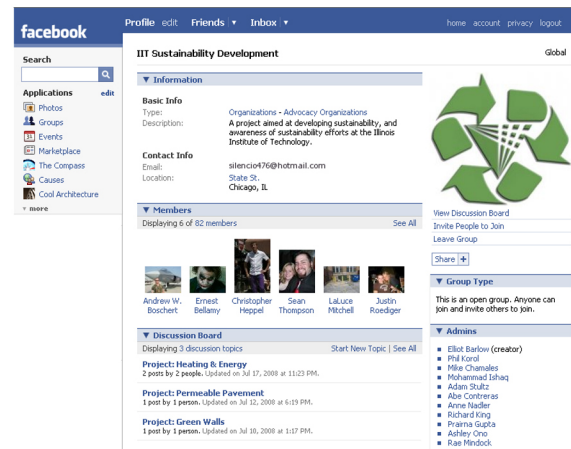 facebook
Profile edit Friends ▼ Inbox ▼
home account privacy logout
Search
Applications edit
Photos
Groups
Events
Marketplace
The Compass
Causes
Cool Architecture
▼ more
IIT Sustainability Development
Global
▼ Information
Basic Info
Type: Organizations - Advocacy Organizations
Description: A project aimed at developing sustainability, and
awareness of sustainability efforts at the Illinois
Institute of Technology.
Contact Info
Email: silencio476@hotmail.com
Location: State St.
Chicago, IL
▼ Members
Displaying 6 of 82 members See All
Andrew W. Boschert
Ernest Bellamy
Christopher Heppel
Sean Thompson
LaLuce Mitchell
Justin Roediger
▼ Discussion Board
Displaying 3 discussion topics Start New Topic | See All
Project: Heating & Energy
2 posts by 2 people. Updated on Jul 17, 2008 at 11:23 PM.
Project: Permeable Pavement
1 post by 1 person. Updated on Jul 12, 2008 at 6:19 PM.
Project: Green Walls
1 post by 1 person. Updated on Jul 10, 2008 at 1:17 PM.
View Discussion Board
Invite People to Join
Leave Group
Share +
▼ Group Type
This is an open group. Anyone can
join and invite others to join.
▼ Admins
Elliot Barlow (creator)
Phil Korol
Mike Chamales
Mohammad Ishaq
Adam Stultz
Abe Contreras
Anne Nadler
Richard King
Prairna Gupta
Ashley Ono
Rae Mindock